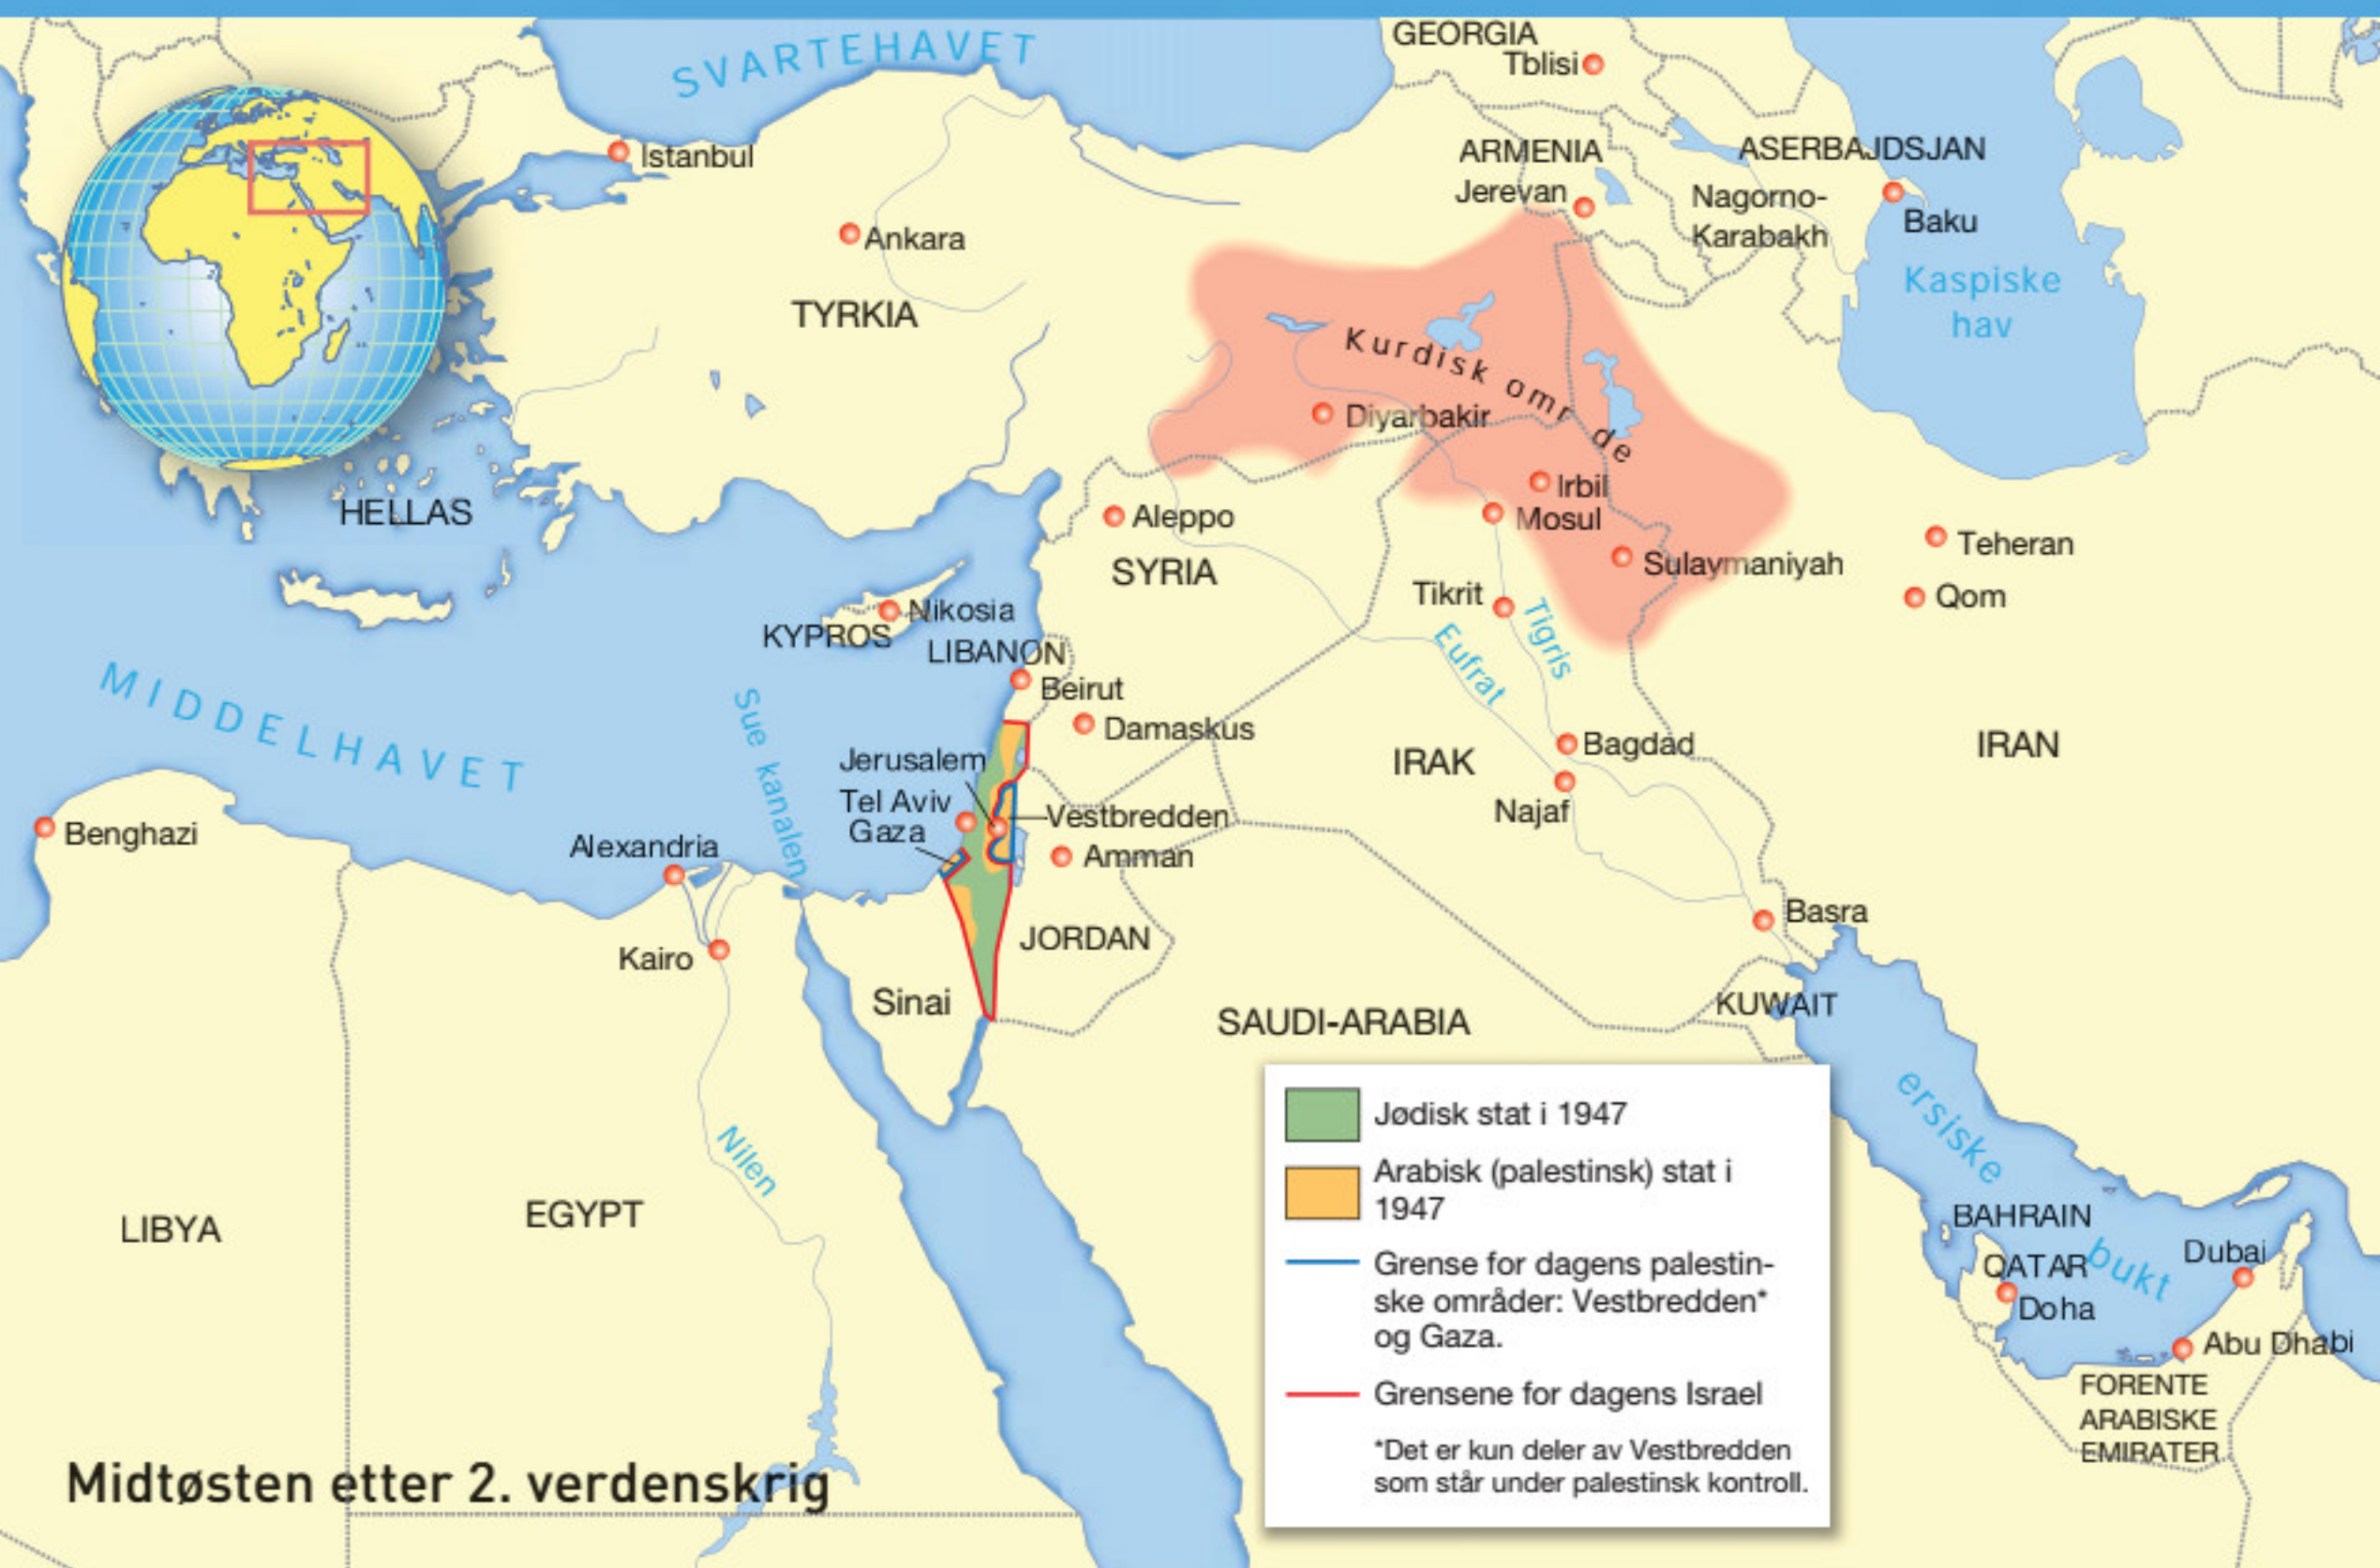 SVARTEHAVET
GEORGIA
Tblisi
Istanbul
ARMENIA
ASERBAJDSJAN
Jerevan
Nagorno-
Karabakh
Baku
Ankara
Kaspiske
hav
TYRKIA
Kurdisk områ de
Diyarbakir
HELLAS
Aleppo
Irbil
Mosul
SYRIA
Sulaymaniyah
Teheran
Qom
Tikrit
Tigris
Eufrat
Nikosia
KYPROS
LIBANON
Beirut
Damaskus
MIDDELHAVET
Sue kanalen
Jerusalem
Tel Aviv
Gaza
Vestbredden
Amman
IRAK
Bagdad
Najaf
IRAN
Benghazi
Alexandria
Kairo
JORDAN
Basra
Sinai
SAUDI-ARABIA
KUWAIT
Nilen
ersiske
bukt
LIBYA
EGYPT
BAHRAIN
QATAR
Doha
Dubai
Abu Dhabi
FORENTE
ARABISKE
EMIRATER
Jødisk stat i 1947
Arabisk (palestinsk) stat i
1947
Grense for dagens palestin-
ske områder: Vestbredden*
og Gaza.
Grensene for dagens Israel
*Det er kun deler av Vestbredden
som står under palestinsk kontroll.
Midtøsten etter 2. verdenskrig